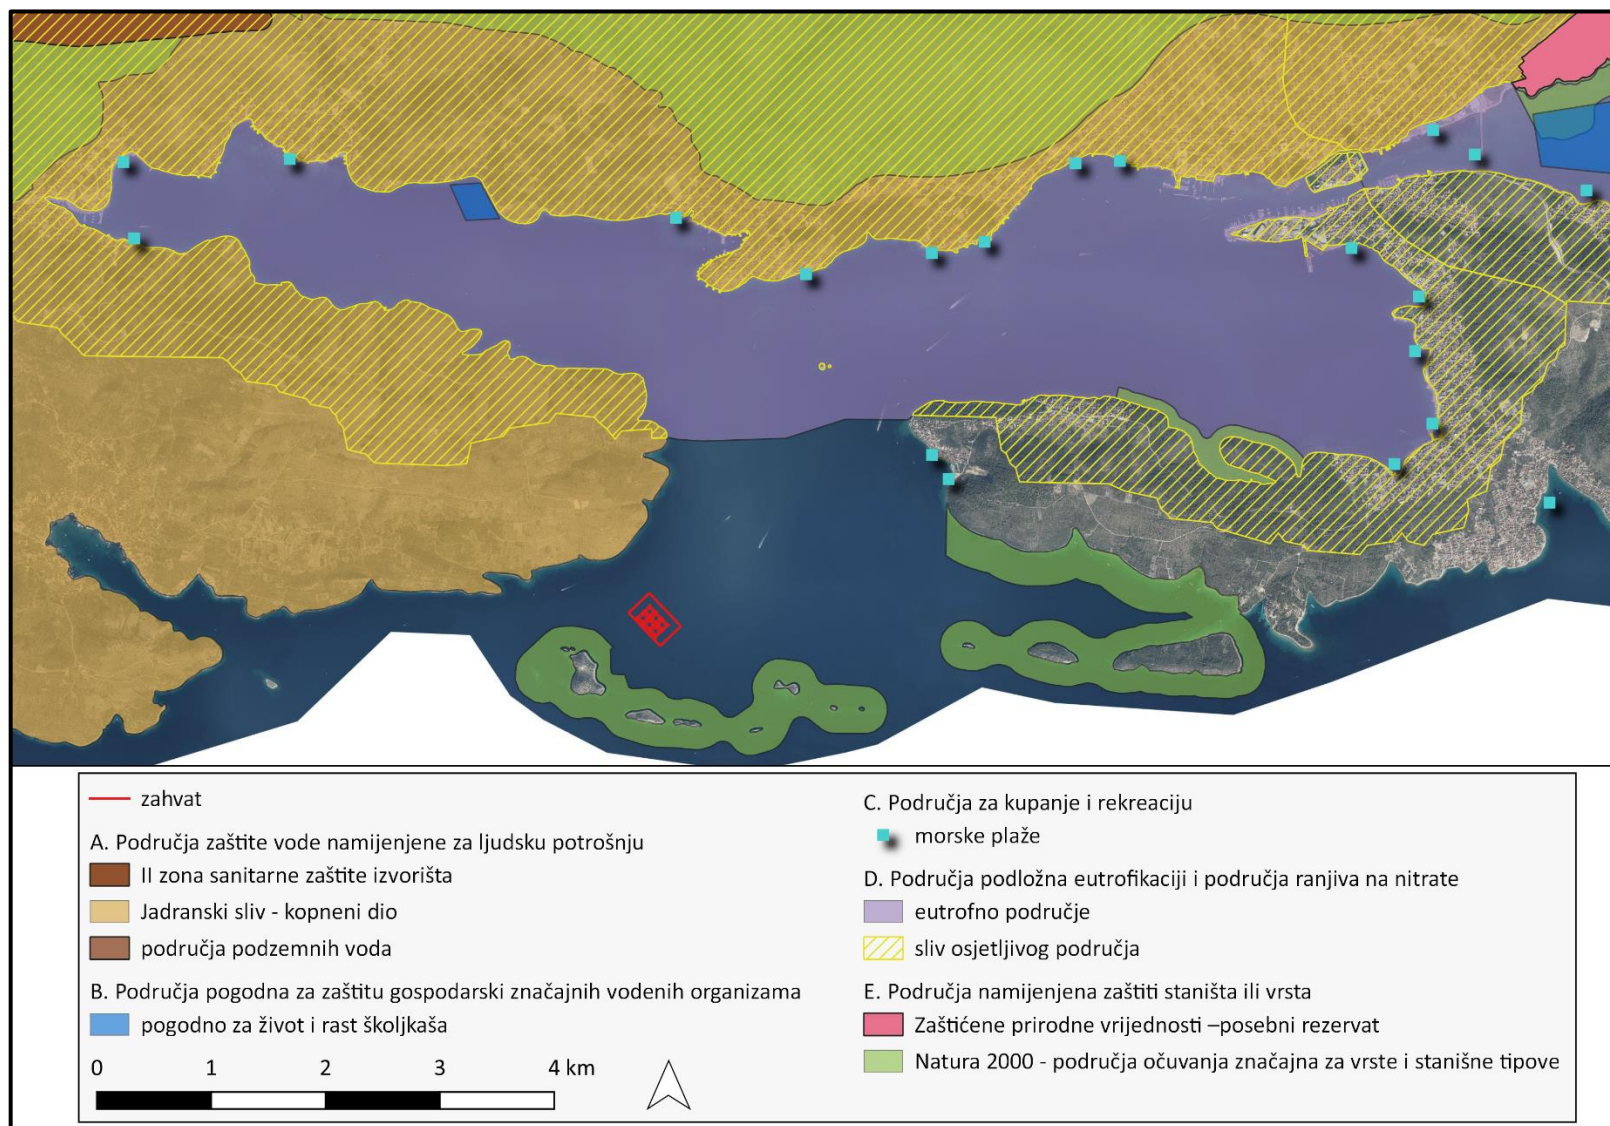 zahvat
A. Područja zaštite vode namijenjene za ljudsku potrošnju
II zona sanitarne zaštite izvorišta
Jadranski sliv - kopneni dio
područja podzemnih voda
B. Područja pogodna za zaštitu gospodarski značajnih vodenih organizama
pogodno za život i rast školjkaša
0 1 2 3 4 km
C. Područja za kupanje i rekreaciju
morske plaže
D. Područja podložna eutrofikaciji i područja ranjiva na nitrate
eutrofno područje
sliv osjetljivog područja
E. Područja namijenjena zaštiti staništa ili vrsta
Zaštićene prirodne vrijednosti –posebni rezervat
Natura 2000 - područja očuvanja značajna za vrste i stanišne tipove